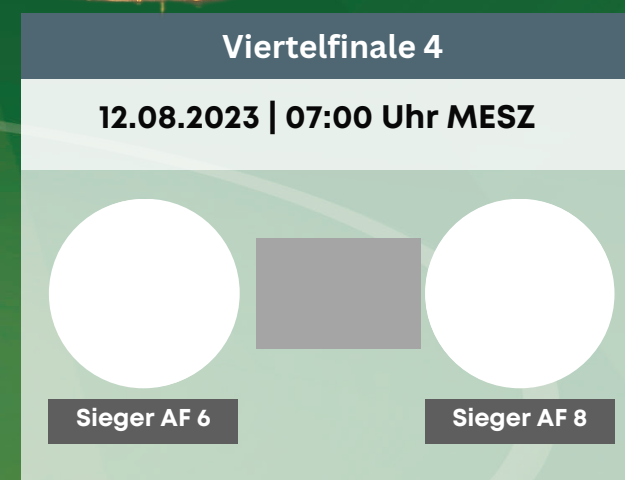 Viertelfinale 4
12.08.2023 | 07:00 Uhr MESZ
Sieger AF 6
Sieger AF 8